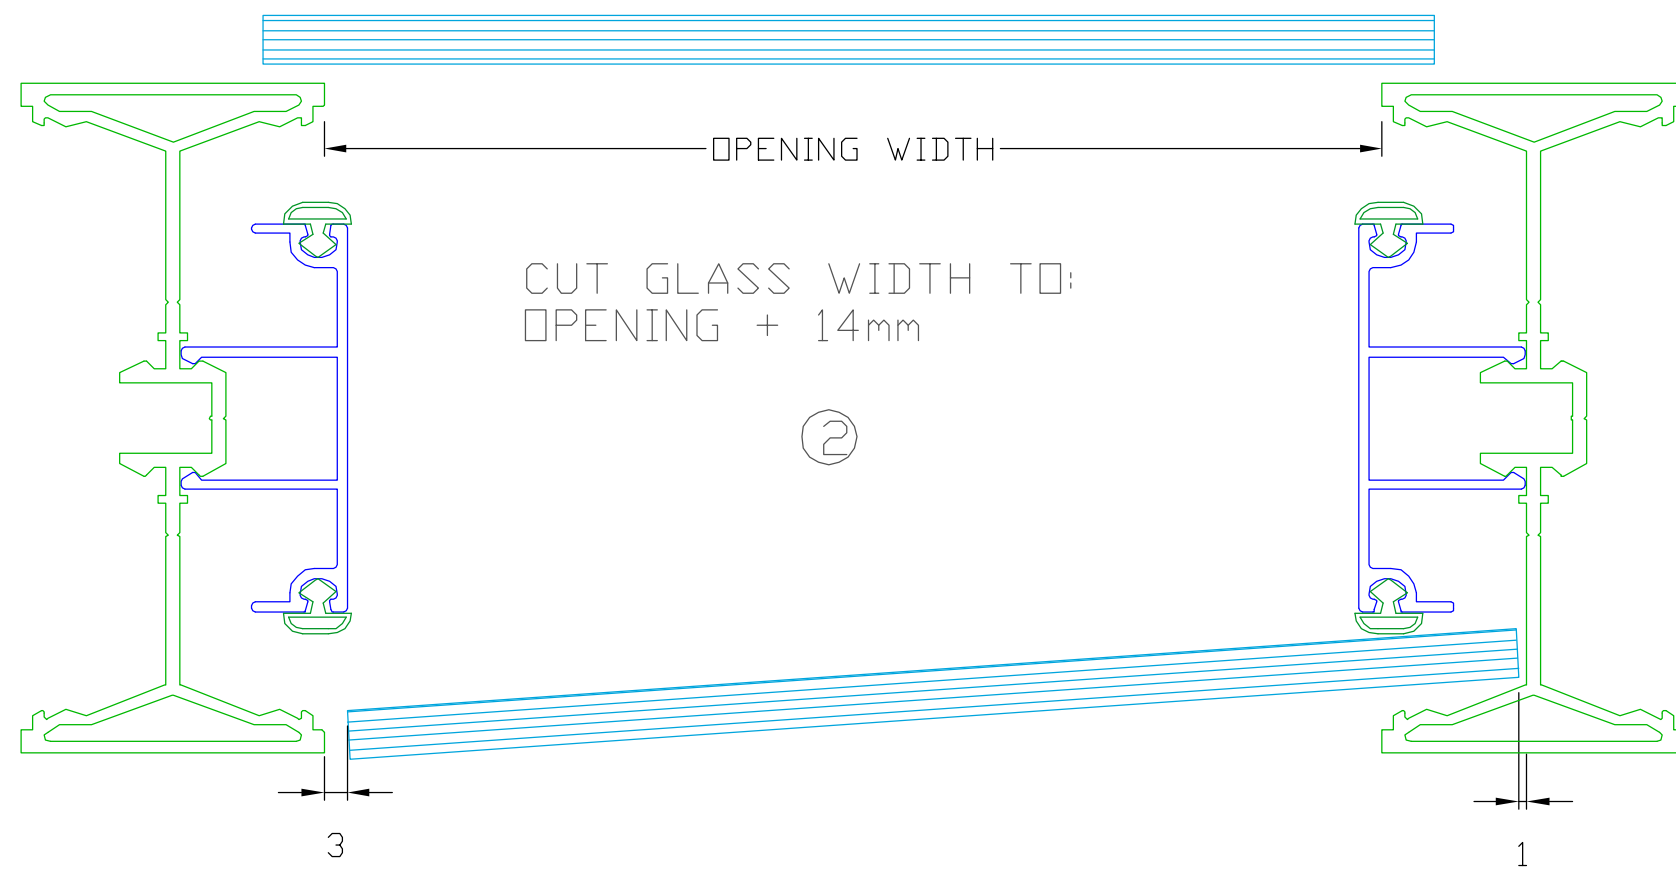 OPENING WIDTH
CUT GLASS WIDTH TO:
OPENING + 14mm
2
3
1